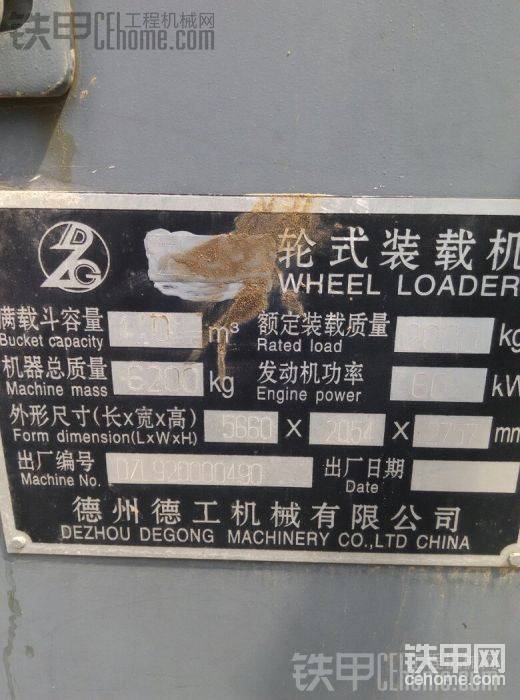 铁甲 工程机械网
CEhome.com
DZG
轮式装载机
WHEEL LOADER
满载斗容量 m³ 额定装载质量 kg
Bucket capacity Rated load
机器总质量 6200 kg 发动机功率 kW
Machine mass Engine power
外形尺寸(长x宽x高) 5660 X 2054 X mm
Form dimension(LxWxH)
出厂编号 DZL920000490 出厂日期
Machine No. Date
德州德工机械有限公司
DEZHOU DEGONG MACHINERY CO.,LTD CHINA
铁甲网
cehome.com